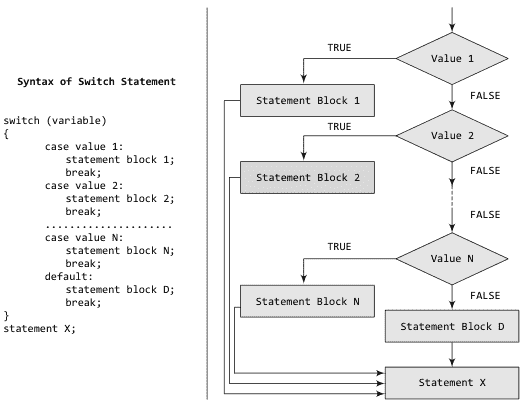 Syntax of Switch Statement
switch (variable)
{
case value 1:
statement block 1;
break;
case value 2:
statement block 2;
break;
.....................
case value N:
statement block N;
break;
default:
statement block D;
break;
}
statement X;
Value 1
TRUE
Statement Block 1
FALSE
Value 2
TRUE
Statement Block 2
FALSE
FALSE
Value N
TRUE
Statement Block N
FALSE
Statement Block D
Statement X